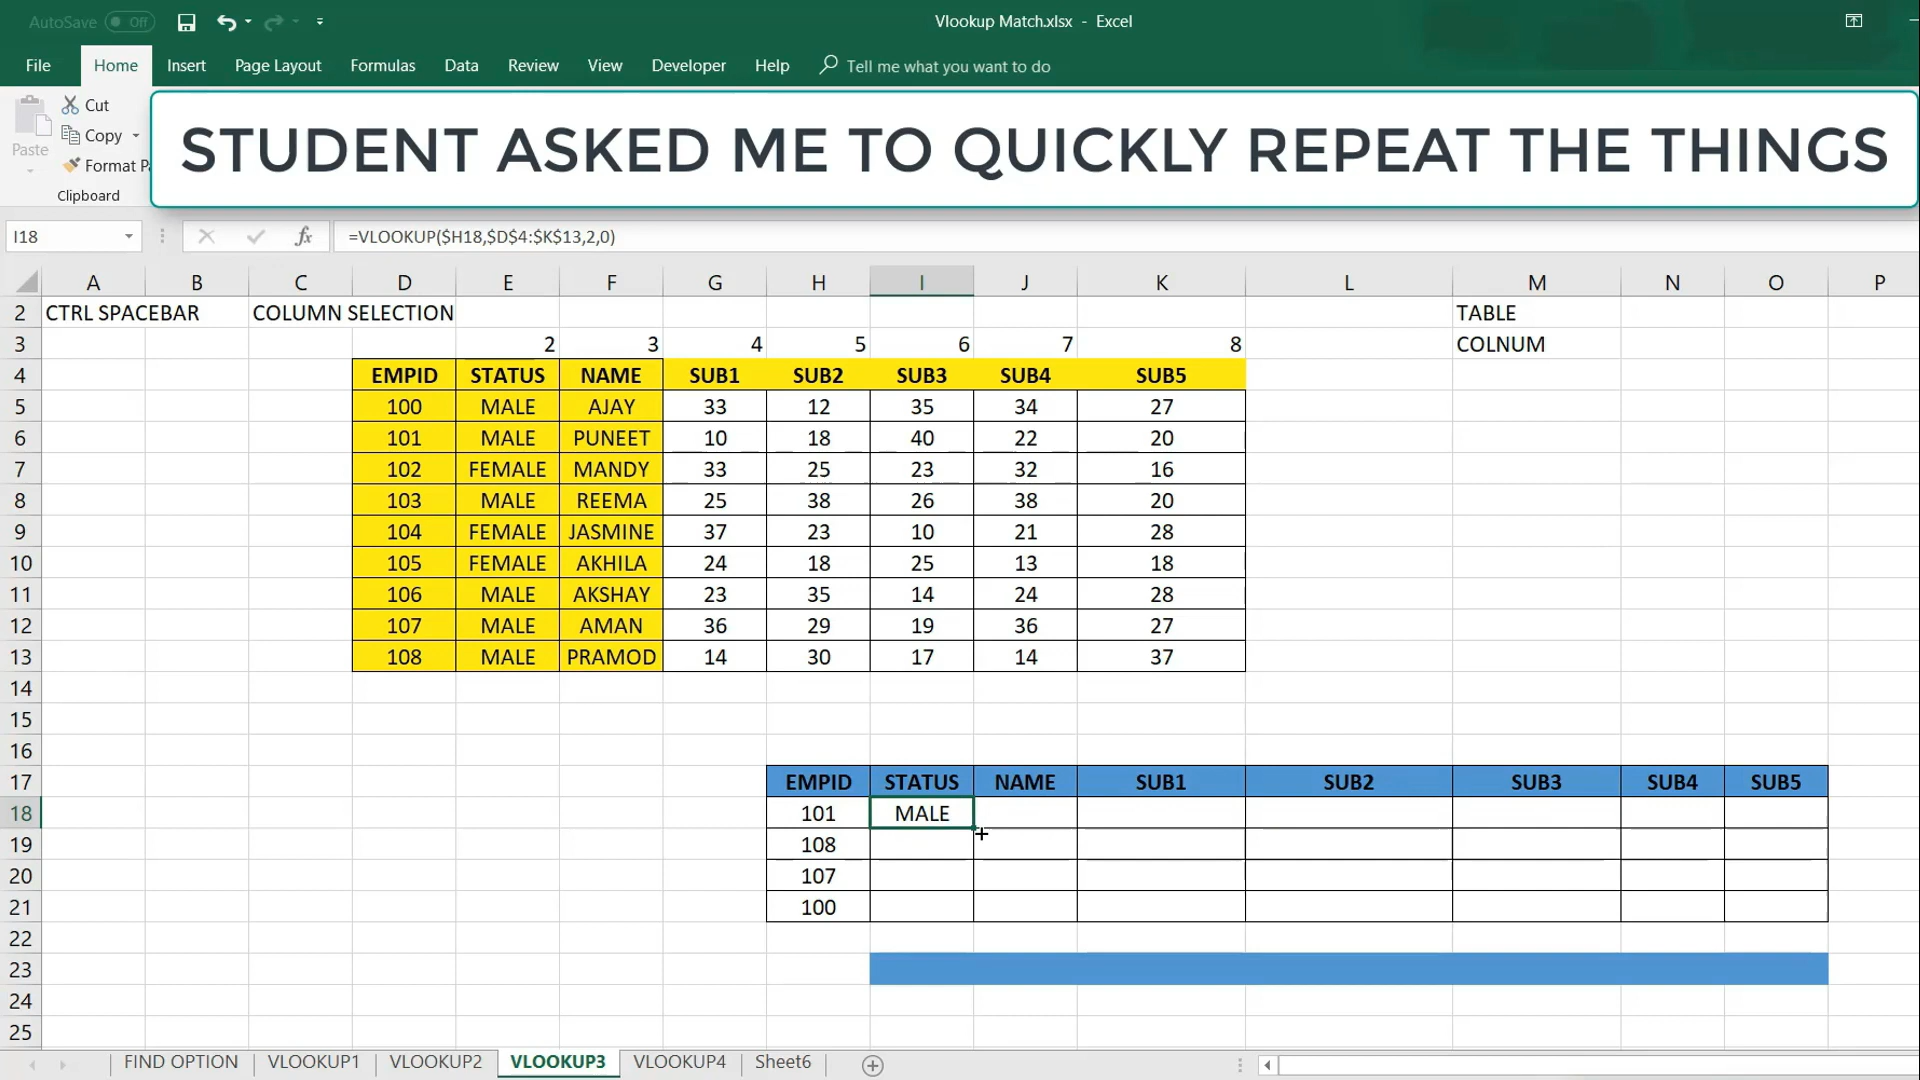 AutoSave Off
Vlookup Match.xlsx - Excel
File Home Insert Page Layout Formulas Data Review View Developer Help Tell me what you want to do
Cut
Copy
Paste
Format Pa
Clipboard
STUDENT ASKED ME TO QUICKLY REPEAT THE THINGS
I18 fx =VLOOKUP($H18,$D$4:$K$13,2,0)
A B C D E F G H I J K L M N O P
2 CTRL SPACEBAR COLUMN SELECTION TABLE
3 2 3 4 5 6 7 8 COLNUM
4 EMPID STATUS NAME SUB1 SUB2 SUB3 SUB4 SUB5
5 100 MALE AJAY 33 12 35 34 27
6 101 MALE PUNEET 10 18 40 22 20
7 102 FEMALE MANDY 33 25 23 32 16
8 103 MALE REEMA 25 38 26 38 20
9 104 FEMALE JASMINE 37 23 10 21 28
10 105 FEMALE AKHILA 24 18 25 13 18
11 106 MALE AKSHAY 23 35 14 24 28
12 107 MALE AMAN 36 29 19 36 27
13 108 MALE PRAMOD 14 30 17 14 37
14
15
16
17 EMPID STATUS NAME SUB1 SUB2 SUB3 SUB4 SUB5
18 101 MALE
19 108
20 107
21 100
22
23
24
25
FIND OPTION VLOOKUP1 VLOOKUP2 VLOOKUP3 VLOOKUP4 Sheet6